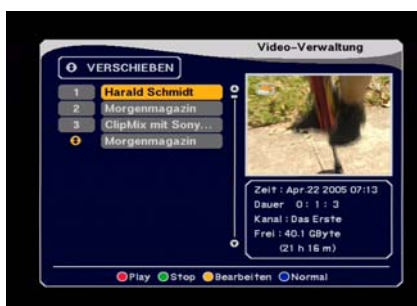 Video-Verwaltung
VERSCHIEBEN
1 Harald Schmidt
2 Morgenmagazin
3 ClipMix mit Sony...
Morgenmagazin
Zeit : Apr.22 2005 07:13
Dauer 0 : 1 : 3
Kanal : Das Erste
Frei : 40.1 GByte
(21 h 16 m)
Play Stop Bearbeiten Normal